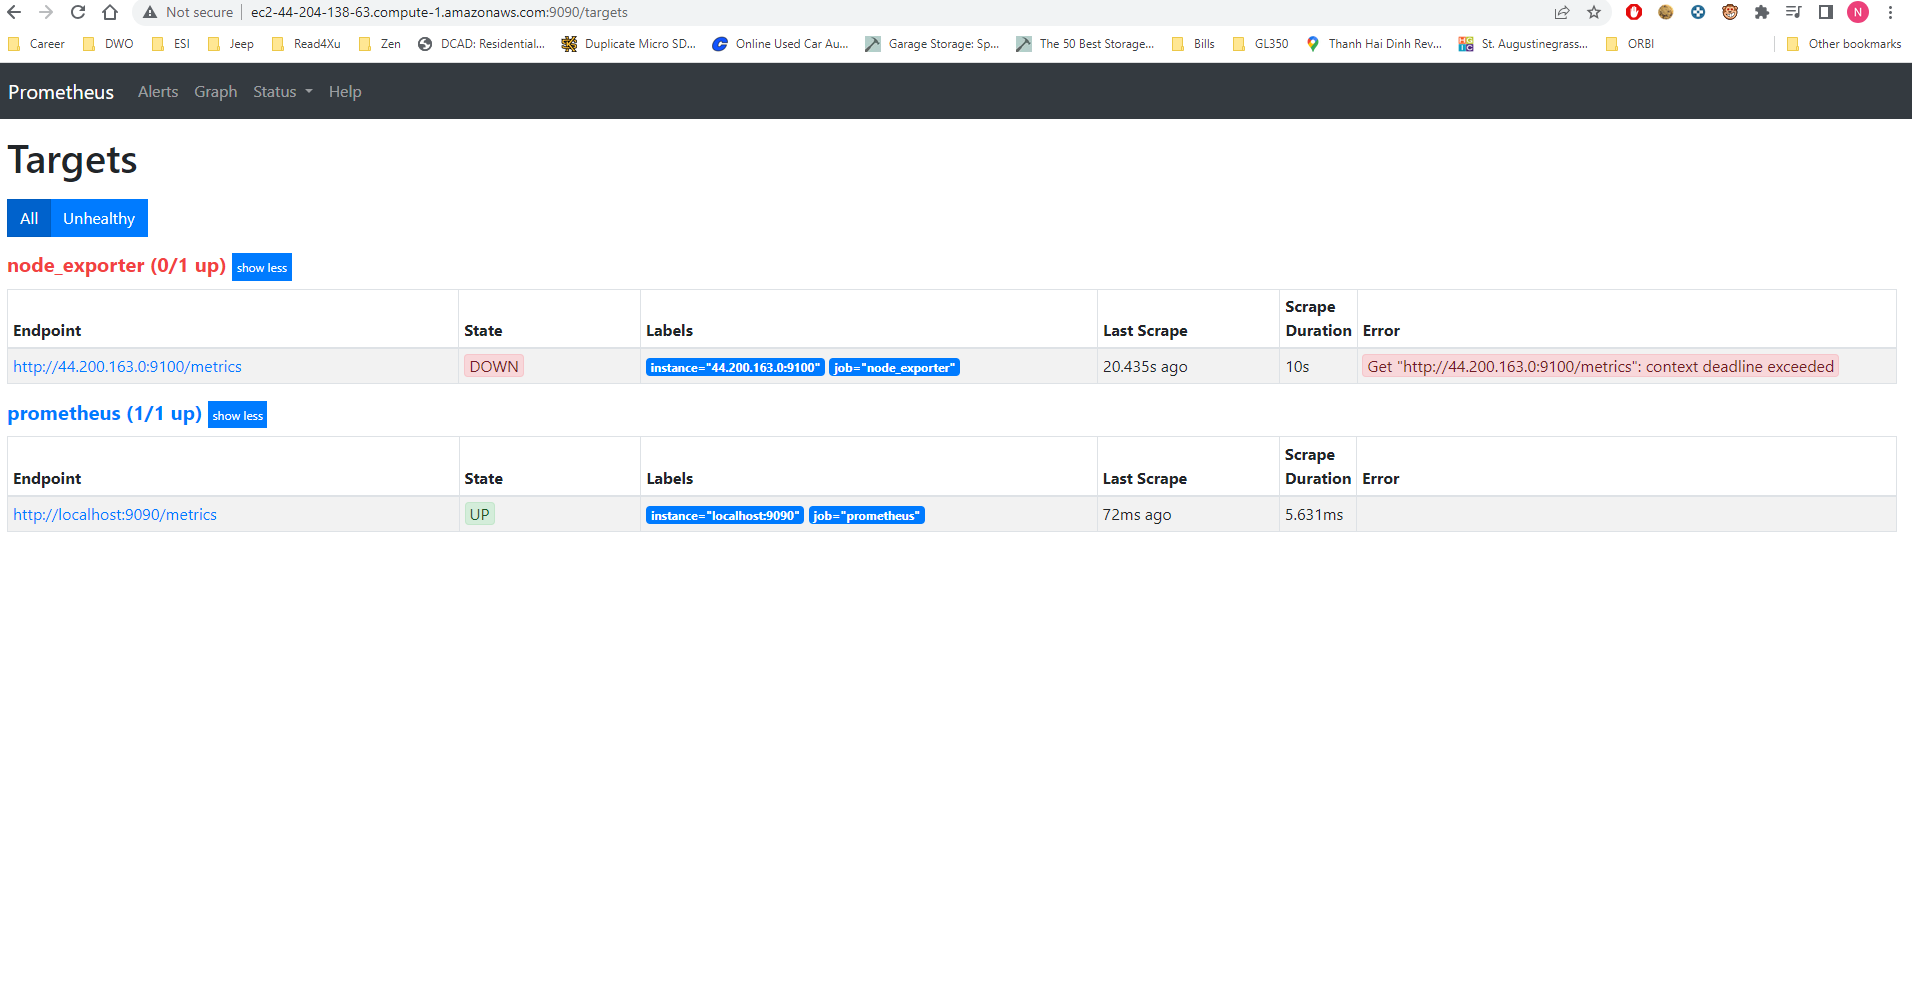 Not secure ec2-44-204-138-63.compute-1.amazonaws.com:9090/targets N
Career DWO ESI Jeep Read4Xu Zen DCAD: Residential... Duplicate Micro SD... Online Used Car Au... Garage Storage: Sp... The 50 Best Storage... Bills GL350 Thanh Hai Dinh Rev... St. Augustinegrass... ORBI Other bookmarks
Prometheus Alerts Graph Status Help
Targets
All Unhealthy
node_exporter (0/1 up) show less
Endpoint State Labels Last Scrape Scrape Duration Error
http://44.200.163.0:9100/metrics DOWN instance="44.200.163.0:9100" job="node_exporter" 20.435s ago 10s Get "http://44.200.163.0:9100/metrics": context deadline exceeded
prometheus (1/1 up) show less
Endpoint State Labels Last Scrape Scrape Duration Error
http://localhost:9090/metrics UP instance="localhost:9090" job="prometheus" 72ms ago 5.631ms